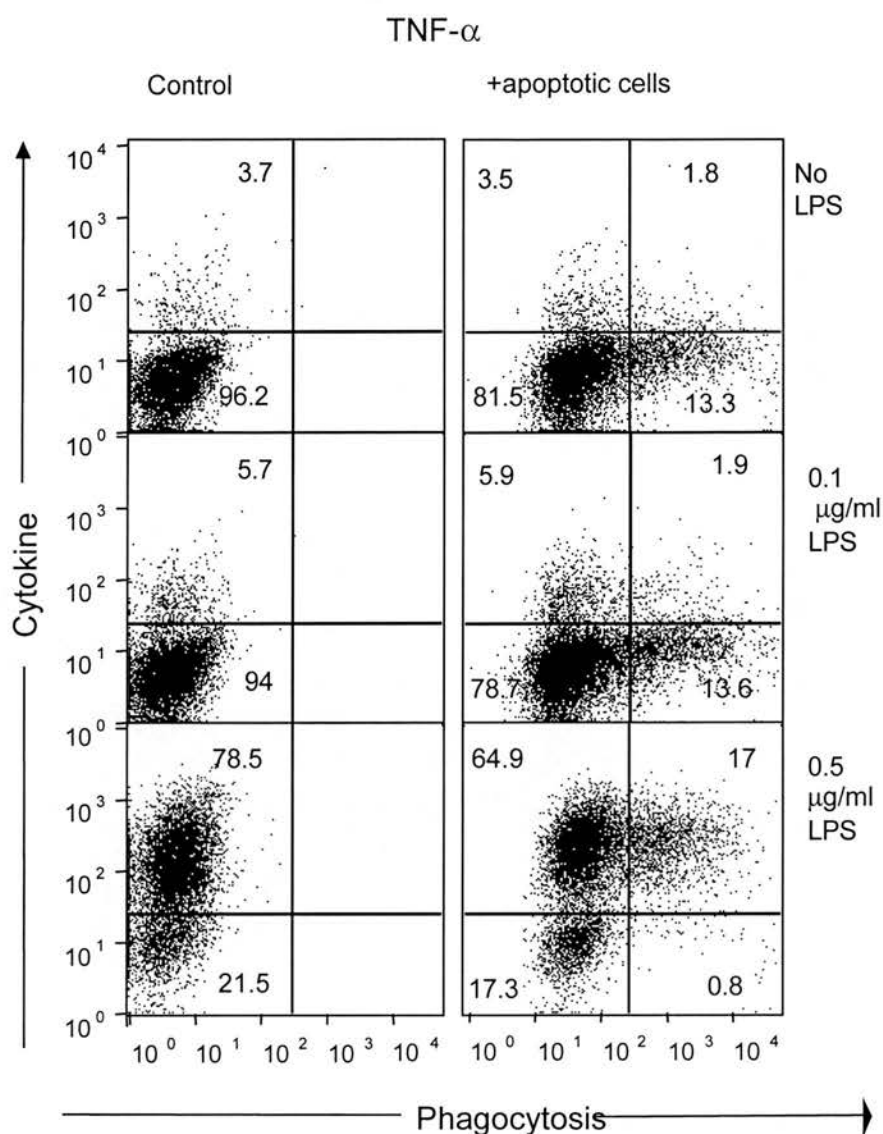 TNF-α
Control
+apoptotic cells
10⁴
3.7
3.5
1.8
No
LPS
10³
10²
10¹
96.2
81.5
13.3
10⁰
5.7
5.9
1.9
0.1
μg/ml
LPS
10³
10²
10¹
94
78.7
13.6
10⁰
78.5
64.9
17
0.5
μg/ml
LPS
10³
10²
10¹
21.5
17.3
0.8
10⁰
Cytokine
10⁰ 10¹ 10² 10³ 10⁴
10⁰ 10¹ 10² 10³ 10⁴
Phagocytosis